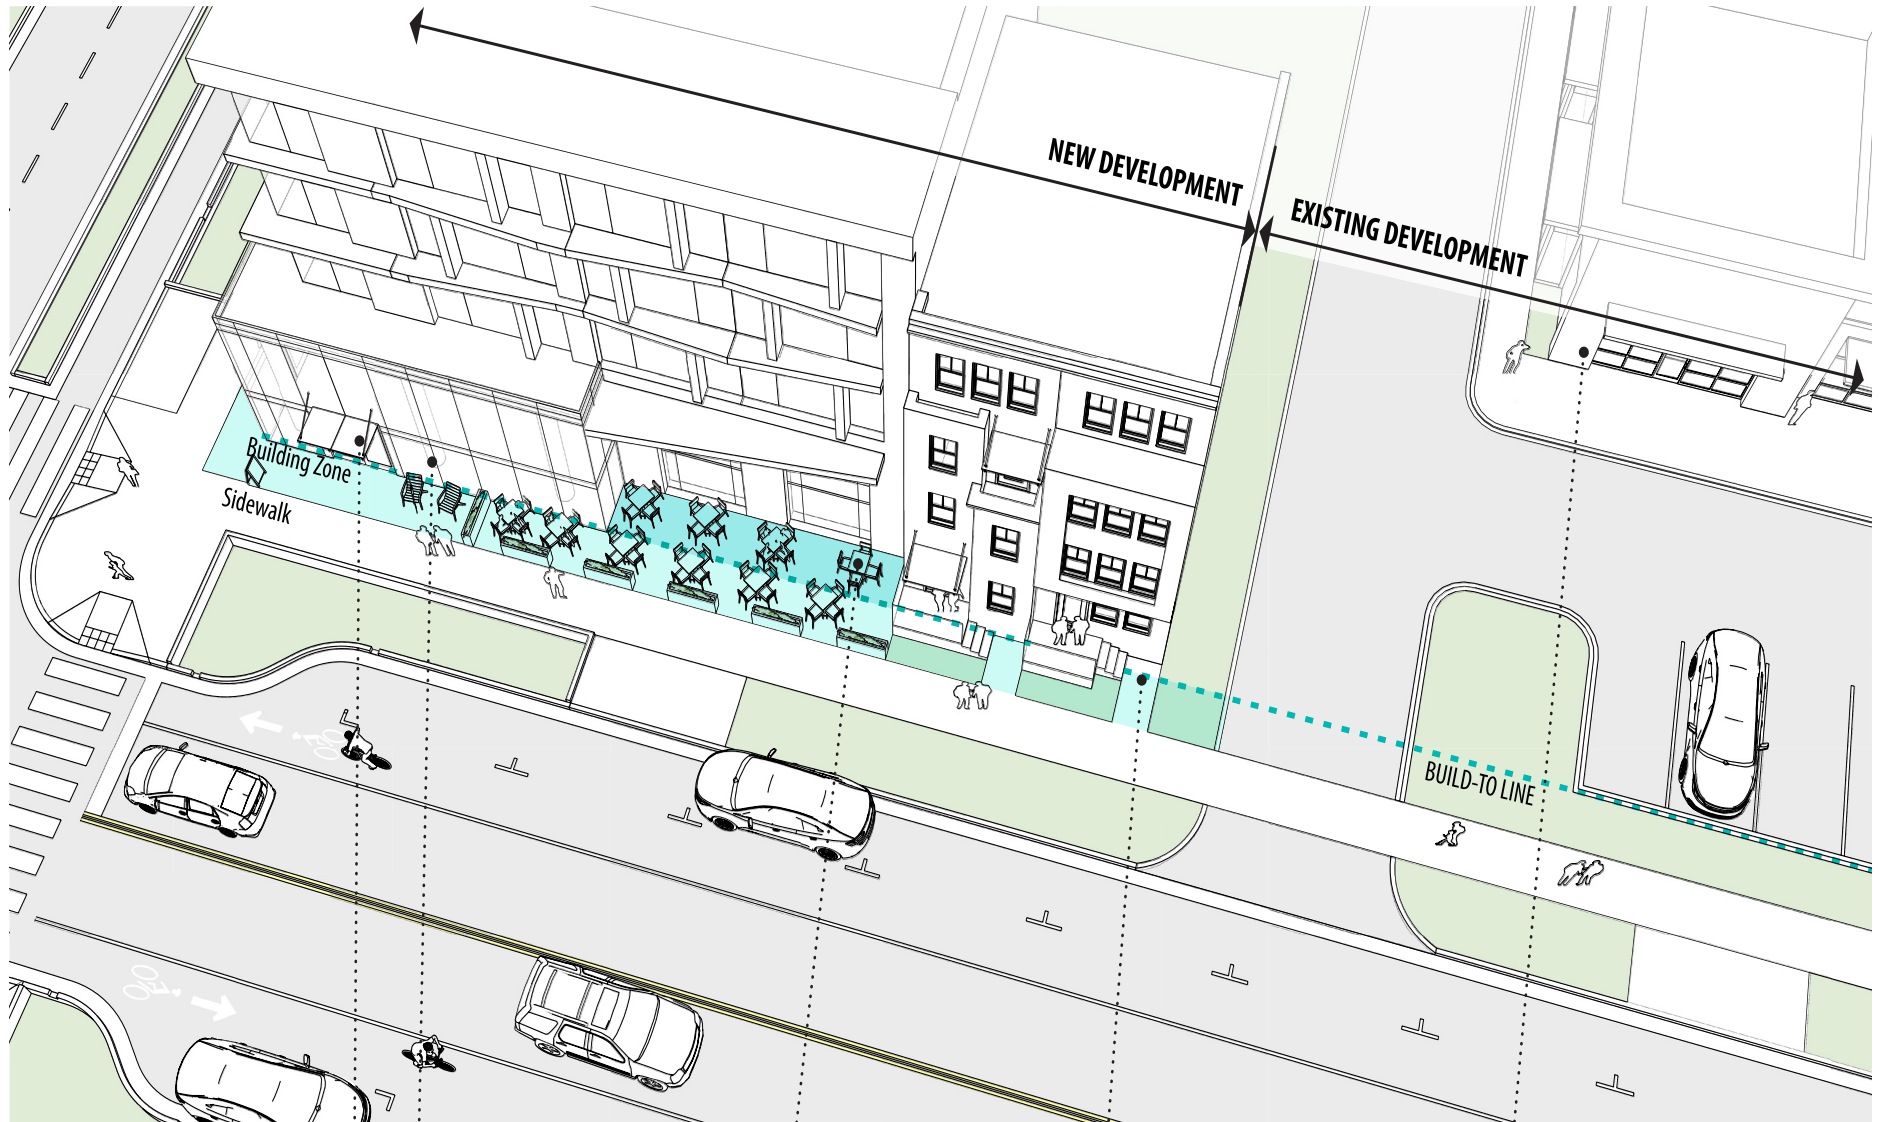 NEW DEVELOPMENT
EXISTING DEVELOPMENT
Building Zone
Sidewalk
BUILD-TO LINE